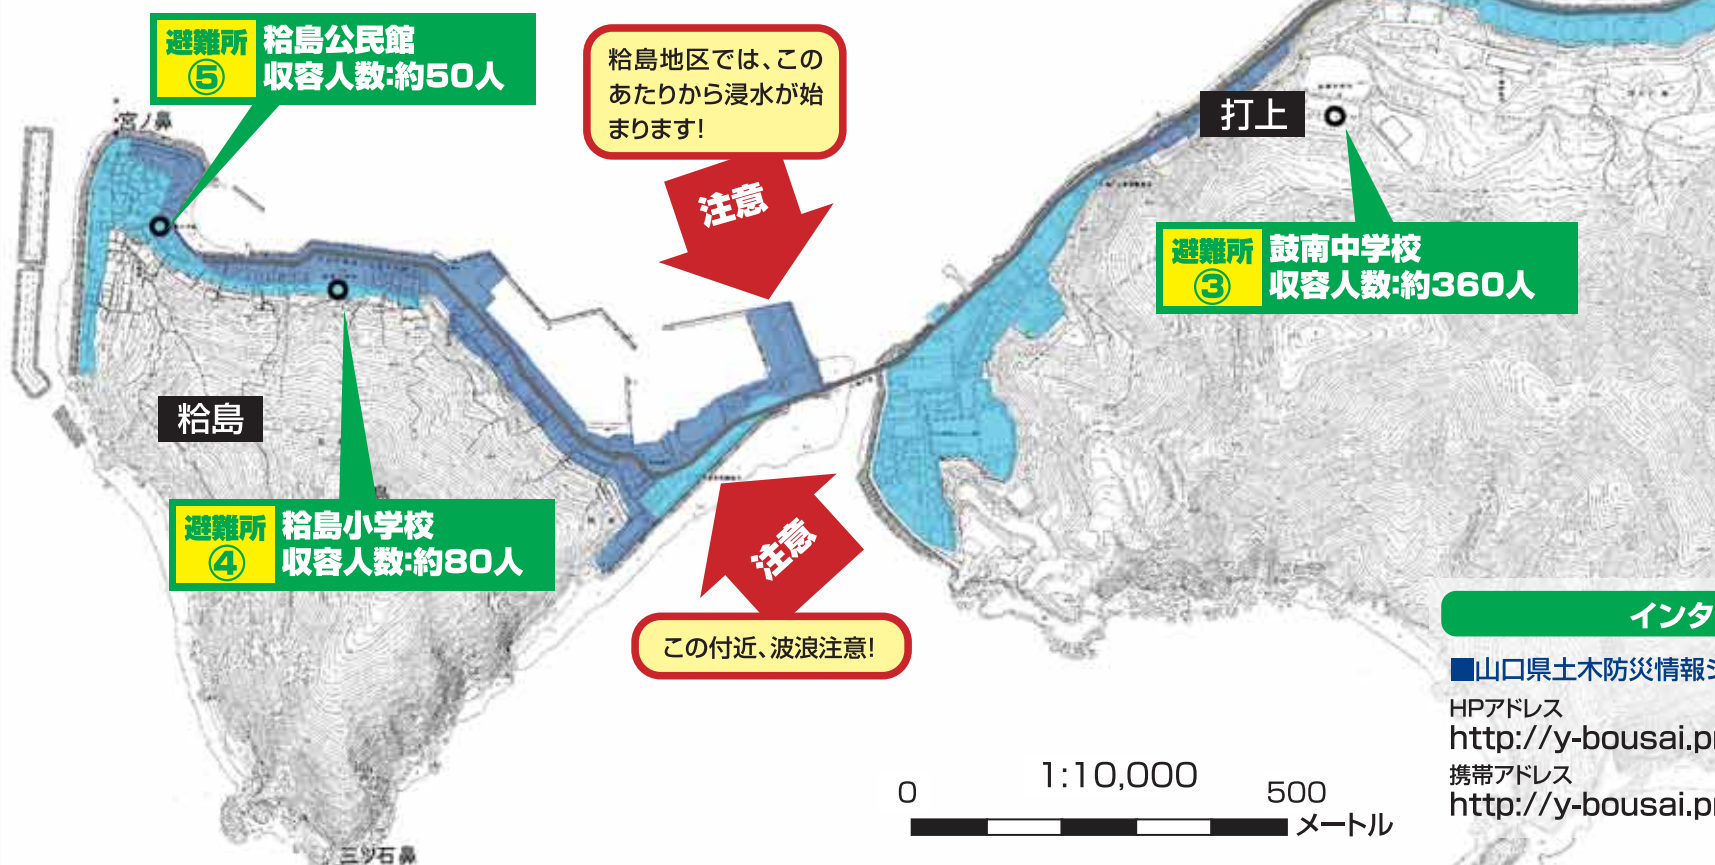 避難所
⑤
粭島公民館
収容人数:約50人
粭島地区では、この
あたりから浸水が始
まります!
注意
宮ノ鼻
打上
避難所
③
鼓南中学校
収容人数:約360人
粭島
避難所
④
粭島小学校
収容人数:約80人
注意
この付近、波浪注意!
インタ
■山口県土木防災情報シ
HPアドレス
http://y-bousai.pr
携帯アドレス
http://y-bousai.pr
1:10,000
0
500
メートル
三ツ石鼻